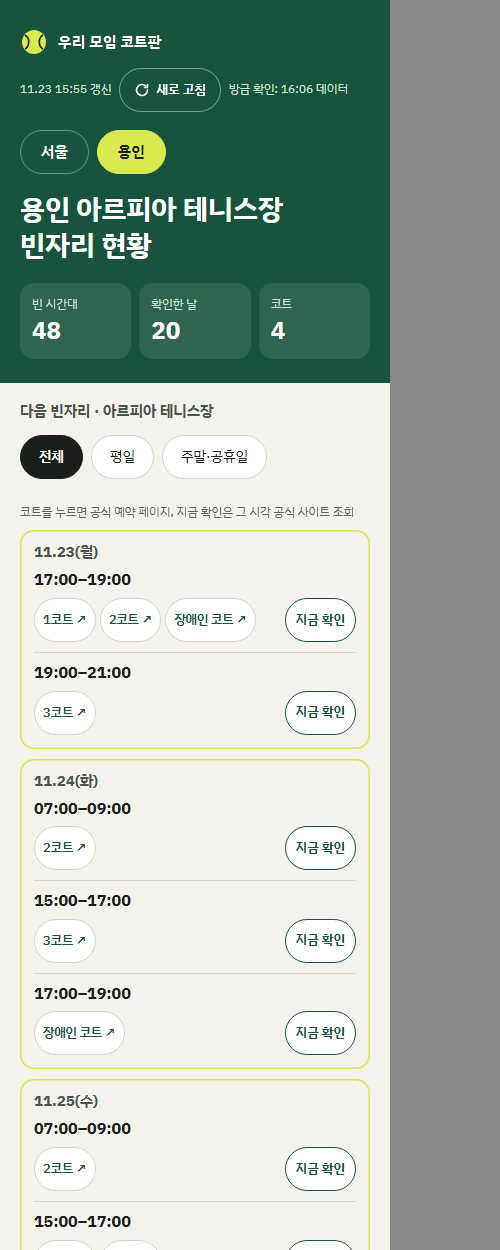 우리 모임 코트판
11.23 15:55 갱신 새로 고침 방금 확인: 16:06 데이터
서울 용인
용인 아르피아 테니스장
빈자리 현황
빈 시간대 확인한 날 코트
48 20 4
다음 빈자리 · 아르피아 테니스장
전체 평일 주말·공휴일
코트를 누르면 공식 예약 페이지, 지금 확인은 그 시각 공식 사이트 조회
11.23(월)
17:00–19:00
1코트 ↗ 2코트 ↗ 장애인 코트 ↗ 지금 확인
19:00–21:00
3코트 ↗ 지금 확인
11.24(화)
07:00–09:00
2코트 ↗ 지금 확인
15:00–17:00
3코트 ↗ 지금 확인
17:00–19:00
장애인 코트 ↗ 지금 확인
11.25(수)
07:00–09:00
2코트 ↗ 지금 확인
15:00–17:00